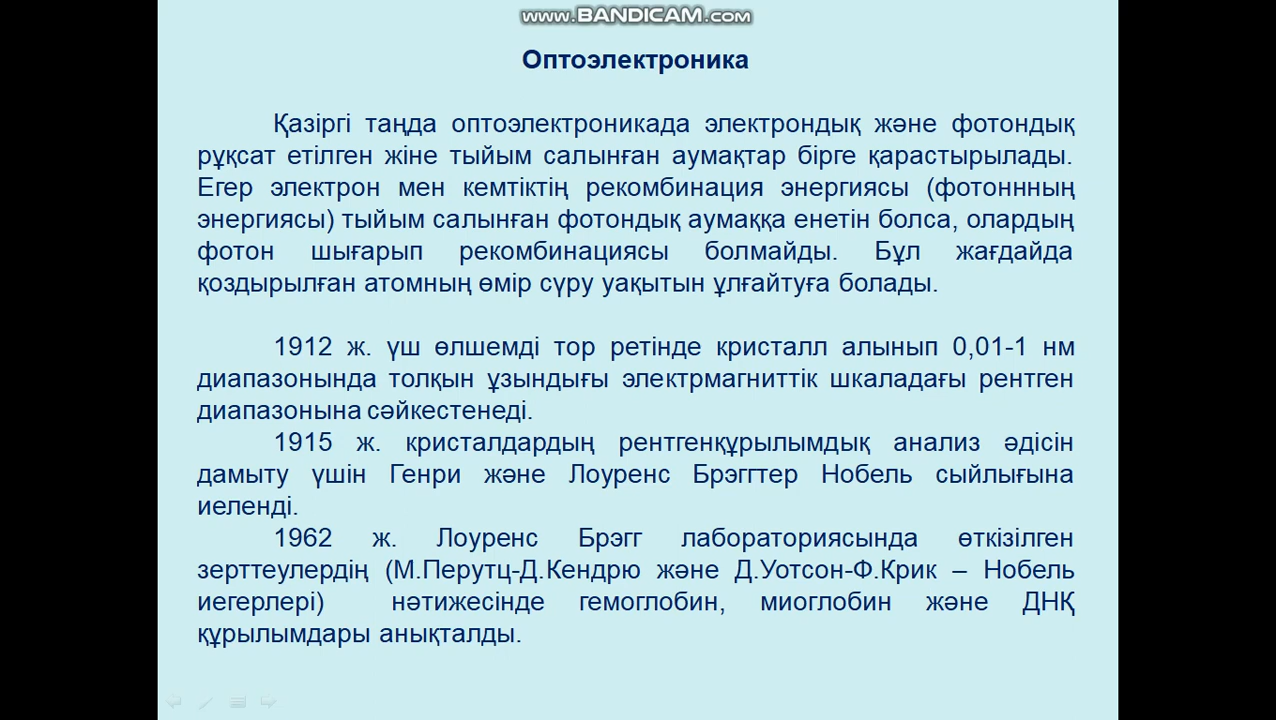 www.BANDICAM.com
Оптоэлектроника
Қазіргі таңда оптоэлектроникада электрондық және фотондық
рұқсат етілген жіне тыйым салынған аумақтар бірге қарастырылады.
Егер электрон мен кемтіктің рекомбинация энергиясы (фотоннның
энергиясы) тыйым салынған фотондық аумаққа енетін болса, олардың
фотон шығарып рекомбинациясы болмайды. Бұл жағдайда
қоздырылған атомның өмір сүру уақытын ұлғайтуға болады.
1912 ж. үш өлшемді тор ретінде кристалл алынып 0,01-1 нм
диапазонында толқын ұзындығы электрмагниттік шкаладағы рентген
диапазонына сәйкестенеді.
1915 ж. кристалдардың рентгенқұрылымдық анализ әдісін
дамыту үшін Генри және Лоуренс Брэггтер Нобель сыйлығына
иеленді.
1962 ж. Лоуренс Брэгг лабораториясында өткізілген
зерттеулердің (М.Перутц-Д.Кендрю және Д.Уотсон-Ф.Крик – Нобель
иегерлері) нәтижесінде гемоглобин, миоглобин және ДНҚ
құрылымдары анықталды.